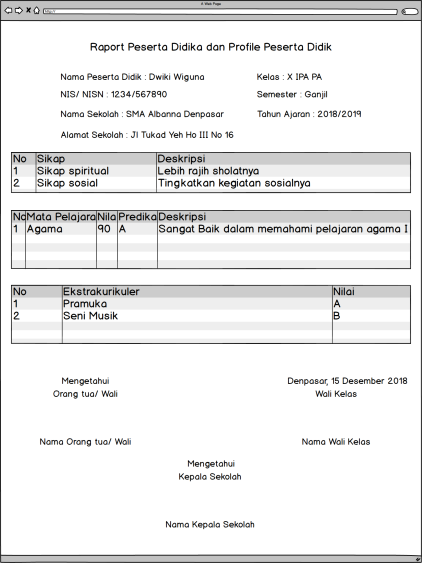 A Web Page
http://
Raport Peserta Didika dan Profile Peserta Didik
Nama Peserta Didik : Dwiki Wiguna Kelas : X IPA PA
NIS/ NISN : 1234/567890 Semester : Ganjil
Nama Sekolah : SMA Albanna Denpasar Tahun Ajaran : 2018/2019
Alamat Sekolah : Jl Tukad Yeh Ho III No 16
No Sikap Deskripsi
1 Sikap spiritual Lebih rajih sholatnya
2 Sikap sosial Tingkatkan kegiatan sosialnya
No Mata Pelajara Nila Predika Deskripsi
1 Agama 90 A Sangat Baik dalam memahami pelajaran agama I
No Ekstrakurikuler Nilai
1 Pramuka A
2 Seni Musik B
Mengetahui Denpasar, 15 Desember 2018
Orang tua/ Wali Wali Kelas
Nama Orang tua/ Wali Nama Wali Kelas
Mengetahui
Kepala Sekolah
Nama Kepala Sekolah